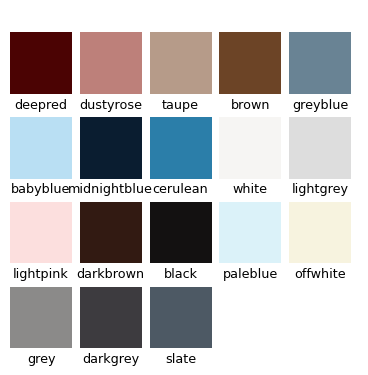 deepred dustyrose taupe brown greyblue
babyblue midnightblue cerulean white lightgrey
lightpink darkbrown black paleblue offwhite
grey darkgrey slate